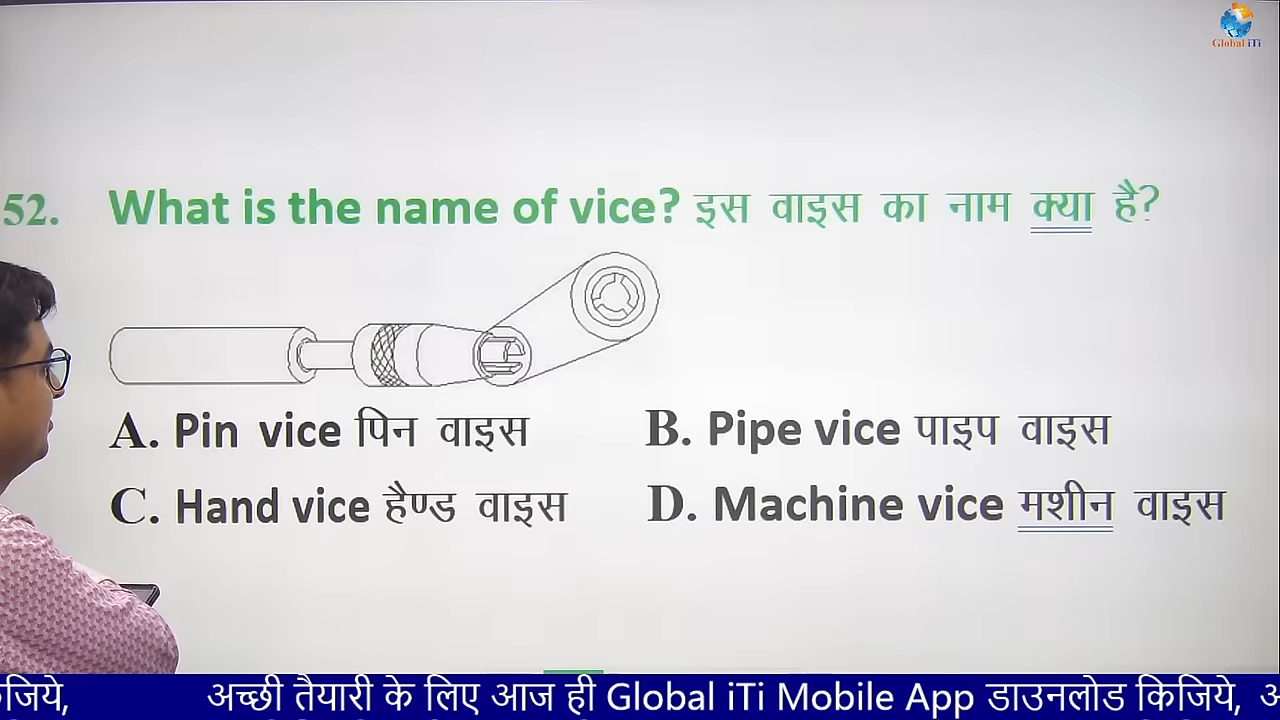 Global iTi
52. What is the name of vice? इस वाइस का नाम क्या है?
A. Pin vice पिन वाइस B. Pipe vice पाइप वाइस
C. Hand vice हैण्ड वाइस D. Machine vice मशीन वाइस
जिये, अच्छी तैयारी के लिए आज ही Global iTi Mobile App डाउनलोड किजिये,